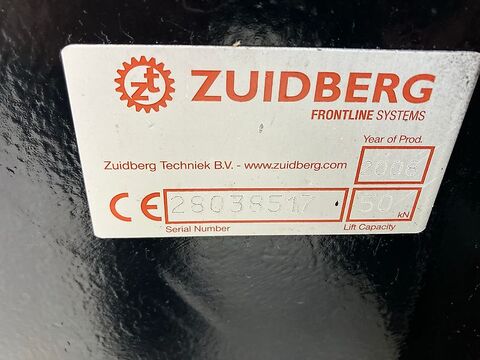 zt ZUIDBERG
FRONTLINE SYSTEMS
Year of Prod.
Zuidberg Techniek B.V. - www.zuidberg.com 2006
CE 28038517 50 kN
Serial Number Lift Capacity